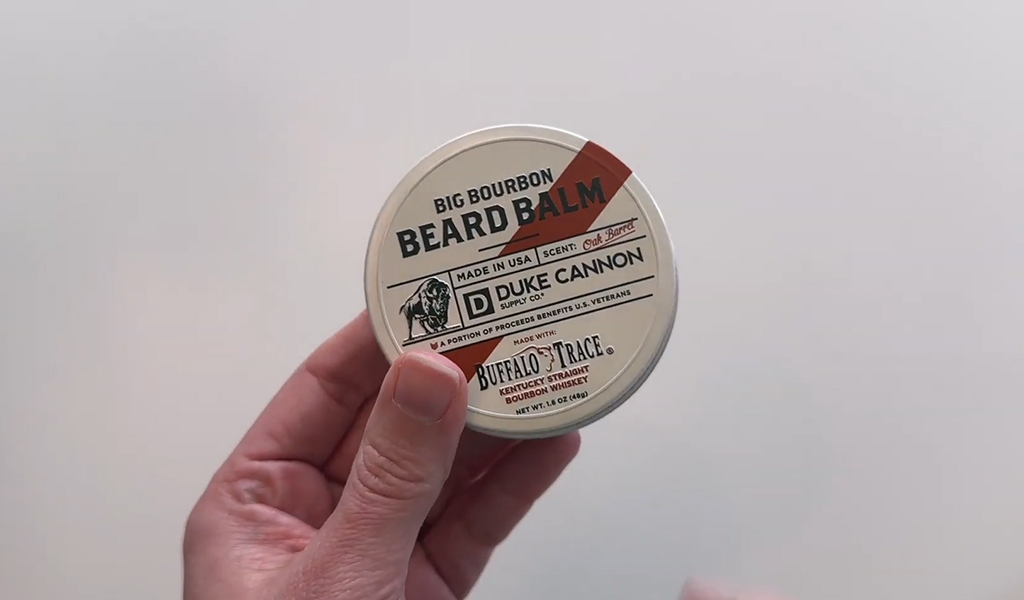 BIG BOURBON
BEARD BALM
MADE IN USA SCENT: Oak Barrel
D DUKE CANNON
SUPPLY CO.®
A PORTION OF PROCEEDS BENEFITS U.S. VETERANS
MADE WITH:
BUFFALO TRACE®
KENTUCKY STRAIGHT
BOURBON WHISKEY
NET WT. 1.6 OZ (48g)